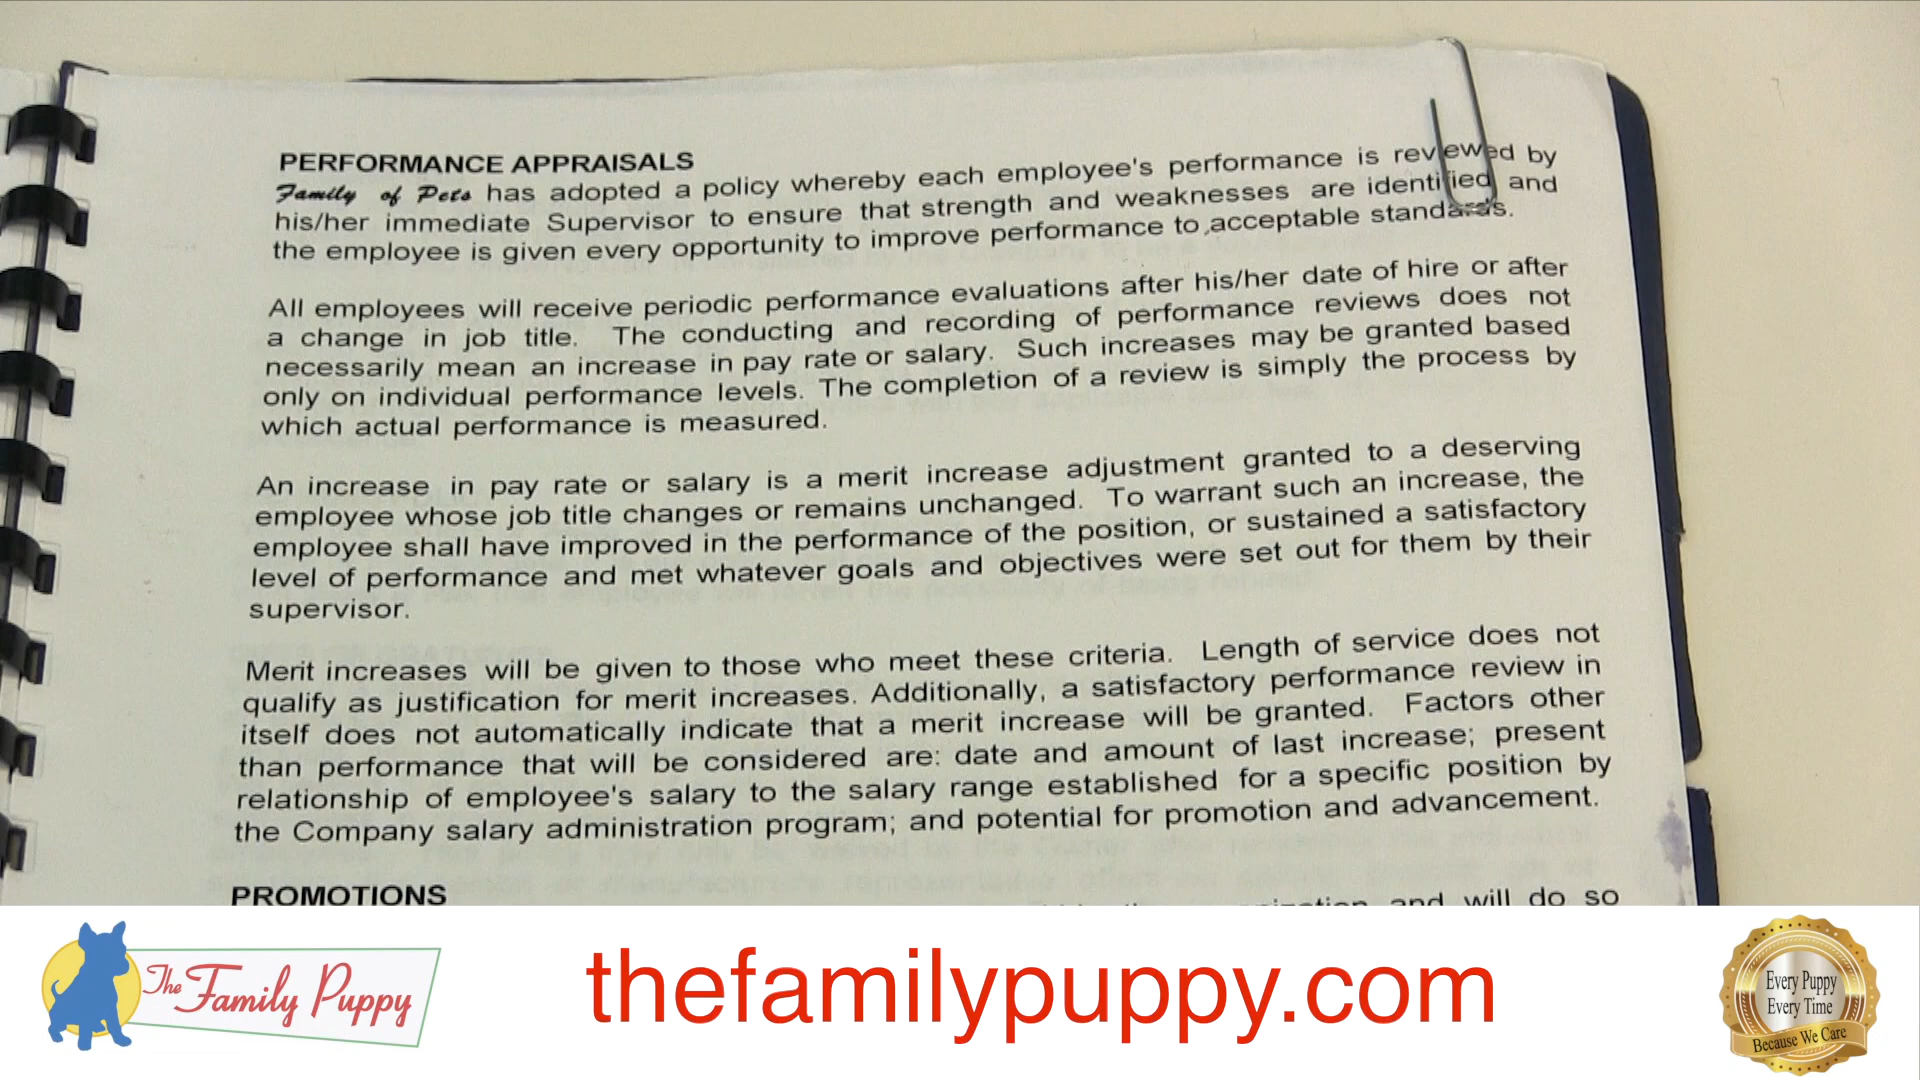 PERFORMANCE APPRAISALS
Family of Pets has adopted a policy whereby each employee's performance is reviewed by
his/her immediate Supervisor to ensure that strength and weaknesses are identified and
the employee is given every opportunity to improve performance to acceptable standards.
All employees will receive periodic performance evaluations after his/her date of hire or after
a change in job title. The conducting and recording of performance reviews does not
necessarily mean an increase in pay rate or salary. Such increases may be granted based
only on individual performance levels. The completion of a review is simply the process by
which actual performance is measured.
An increase in pay rate or salary is a merit increase adjustment granted to a deserving
employee whose job title changes or remains unchanged. To warrant such an increase, the
employee shall have improved in the performance of the position, or sustained a satisfactory
level of performance and met whatever goals and objectives were set out for them by their
supervisor.
Merit increases will be given to those who meet these criteria. Length of service does not
qualify as justification for merit increases. Additionally, a satisfactory performance review in
itself does not automatically indicate that a merit increase will be granted. Factors other
than performance that will be considered are: date and amount of last increase; present
relationship of employee's salary to the salary range established for a specific position by
the Company salary administration program; and potential for promotion and advancement.
PROMOTIONS
and will do so
The Family Puppy
thefamilypuppy.com
Every Puppy
Every Time
Because We Care